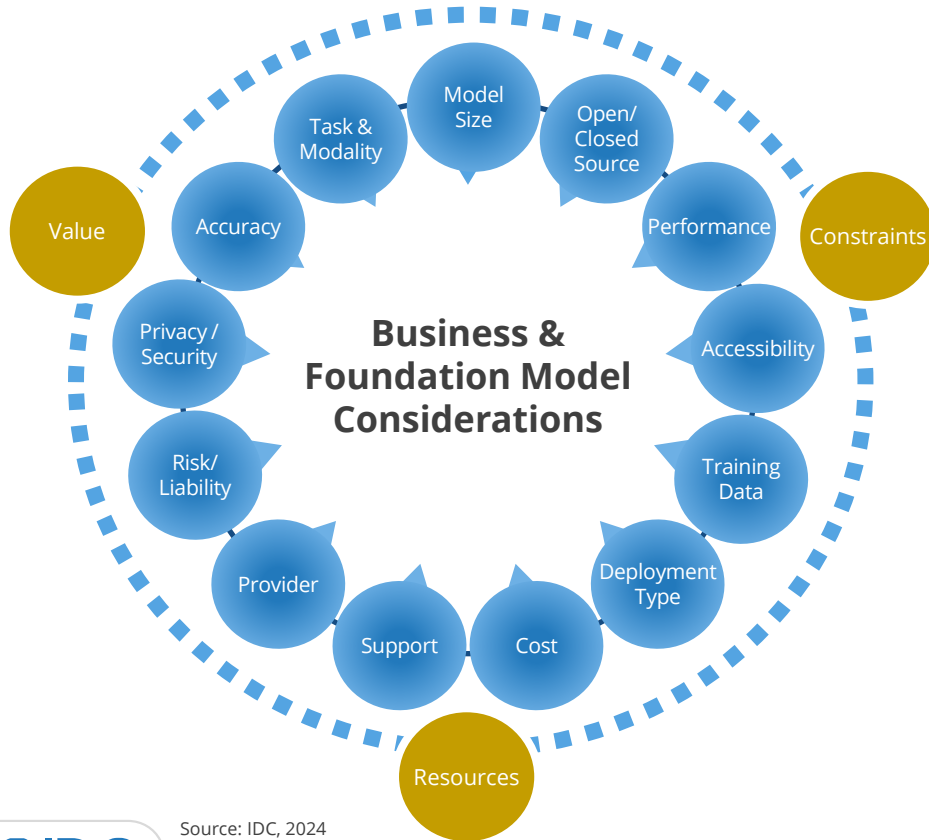 Model
Size
Open/
Closed
Source
Performance
Accessibility
Training
Data
Deployment
Type
Cost
Support
Provider
Risk/
Liability
Privacy /
Security
Accuracy
Task &
Modality
Value
Constraints
Resources
Business &
Foundation Model
Considerations
Source: IDC, 2024